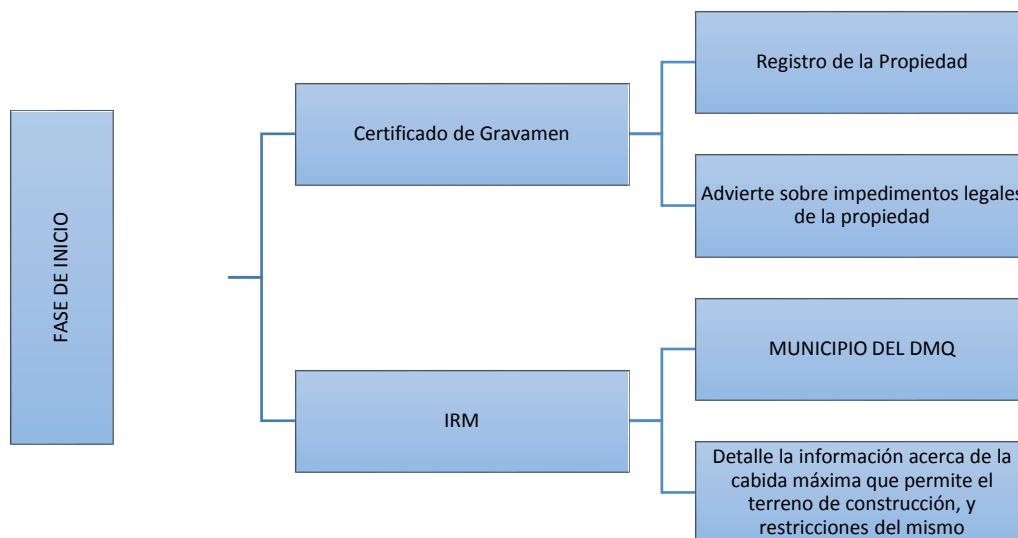 FASE DE INICIO
Certificado de Gravamen
Registro de la Propiedad
Advierte sobre impedimentos legales
de la propiedad
IRM
MUNICIPIO DEL DMQ
Detalle la información acerca de la
cabida máxima que permite el
terreno de construcción, y
restricciones del mismo